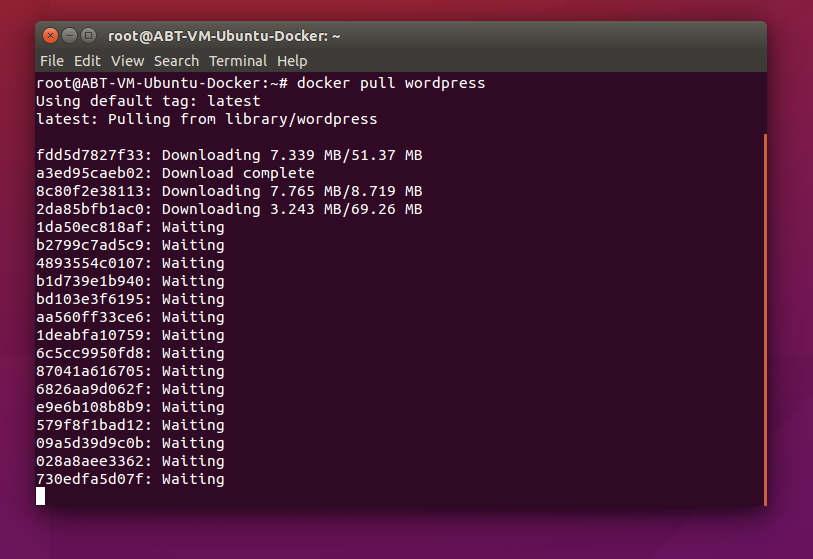 root@ABT-VM-Ubuntu-Docker: ~
File Edit View Search Terminal Help
root@ABT-VM-Ubuntu-Docker:~# docker pull wordpress
Using default tag: latest
latest: Pulling from library/wordpress
fdd5d7827f33: Downloading 7.339 MB/51.37 MB
a3ed95caeb02: Download complete
8c80f2e38113: Downloading 7.765 MB/8.719 MB
2da85bfb1ac0: Downloading 3.243 MB/69.26 MB
1da50ec818af: Waiting
b2799c7ad5c9: Waiting
4893554c0107: Waiting
b1d739e1b940: Waiting
bd103e3f6195: Waiting
aa560ff33ce6: Waiting
1deabfa10759: Waiting
6c5cc9950fd8: Waiting
87041a616705: Waiting
6826aa9d062f: Waiting
e9e6b108b8b9: Waiting
579f8f1bad12: Waiting
09a5d39d9c0b: Waiting
028a8aee3362: Waiting
730edfa5d07f: Waiting